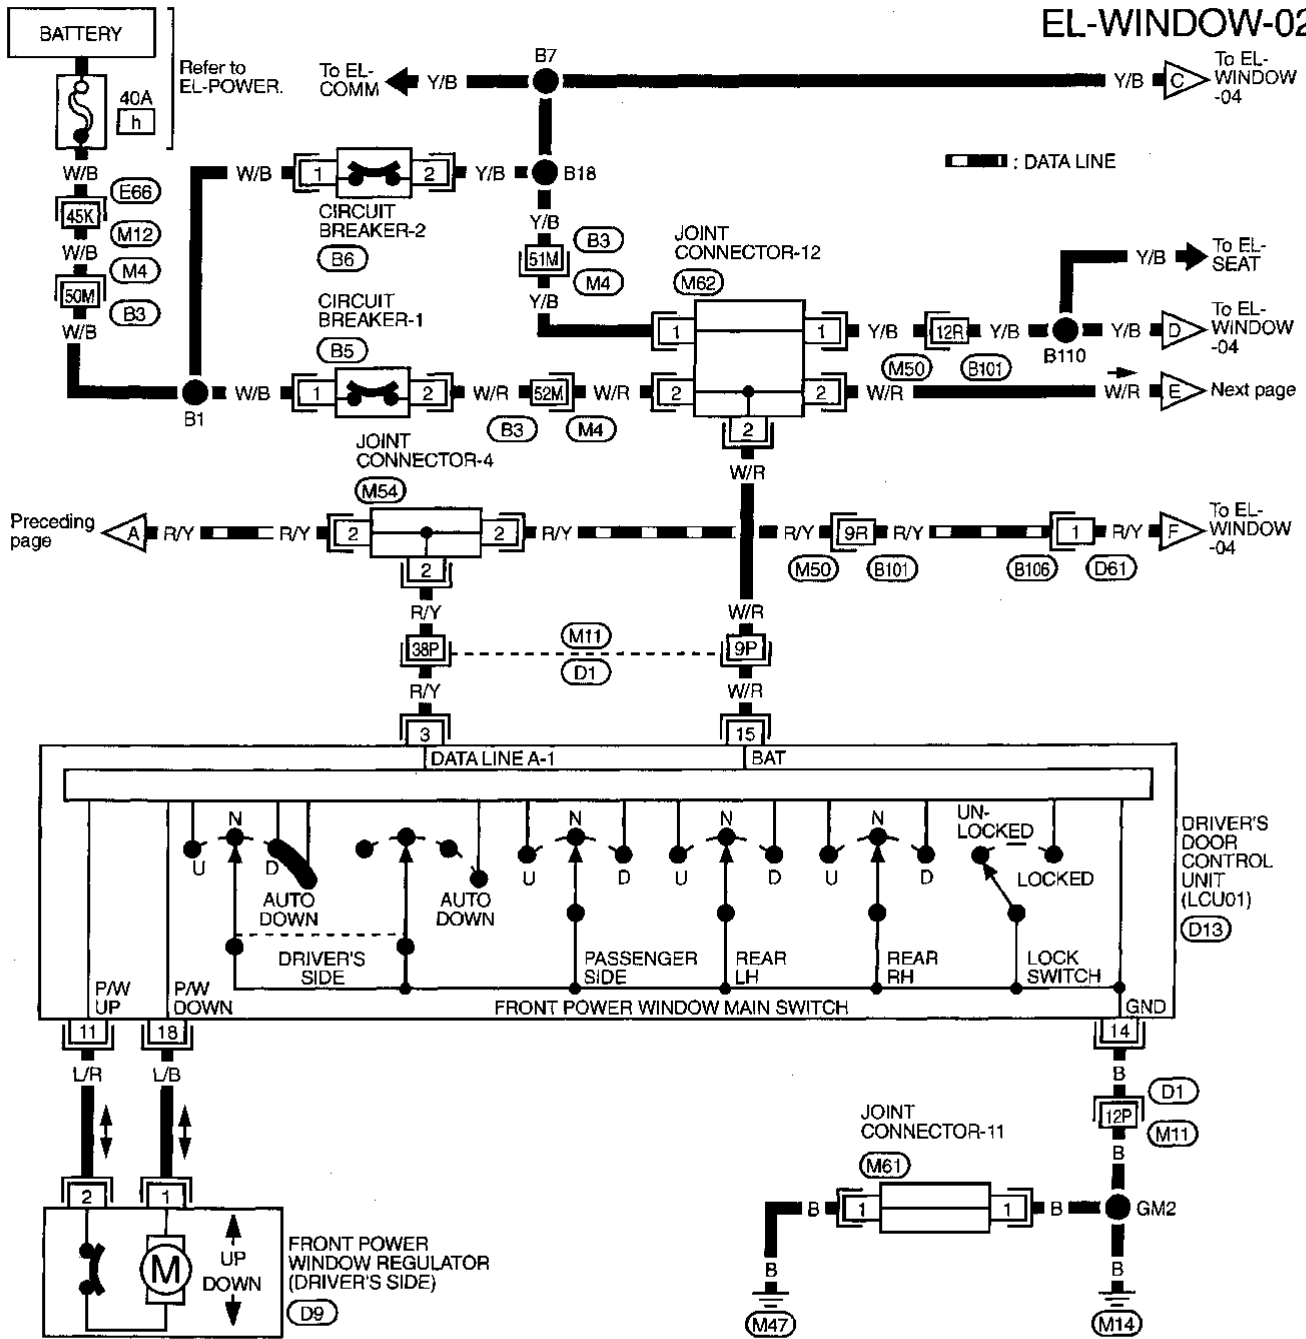 EL-WINDOW-02
BATTERY
Refer to
EL-POWER.
40A
h
W/B
E66
45K
M12
W/B
M4
50M
B3
W/B
B1
To EL-
COMM
Y/B
B7
Y/B
C
To EL-
WINDOW
-04
: DATA LINE
W/B
1
2
Y/B
B18
CIRCUIT
BREAKER-2
B6
Y/B
51M
B3
M4
Y/B
JOINT
CONNECTOR-12
M62
CIRCUIT
BREAKER-1
B5
1
1
Y/B
12R
Y/B
M50
B101
B110
Y/B
To EL-
SEAT
Y/B
D
To EL-
WINDOW
-04
W/B
1
2
W/R
52M
W/R
B3
M4
2
2
W/R
W/R
E
Next page
2
W/R
JOINT
CONNECTOR-4
M54
Preceding
page
A
R/Y
R/Y
2
2
R/Y
R/Y
9R
R/Y
M50
B101
1
R/Y
B106
D61
F
To EL-
WINDOW
-04
2
R/Y
W/R
38P
M11
D1
9P
R/Y
W/R
3
15
DATA LINE A-1
BAT
N
U
D
AUTO
DOWN
AUTO
DOWN
N
U
D
N
U
D
N
U
D
UN-
LOCKED
LOCKED
DRIVER'S
DOOR
CONTROL
UNIT
(LCU01)
D13
DRIVER'S
SIDE
PASSENGER
SIDE
REAR
LH
REAR
RH
LOCK
SWITCH
P/W
UP
P/W
DOWN
FRONT POWER WINDOW MAIN SWITCH
GND
11
18
14
L/R
L/B
B
D1
12P
M11
B
JOINT
CONNECTOR-11
M61
2
1
B
1
1
B
GM2
UP
DOWN
M
FRONT POWER
WINDOW REGULATOR
(DRIVER'S SIDE)
D9
B
B
M47
M14